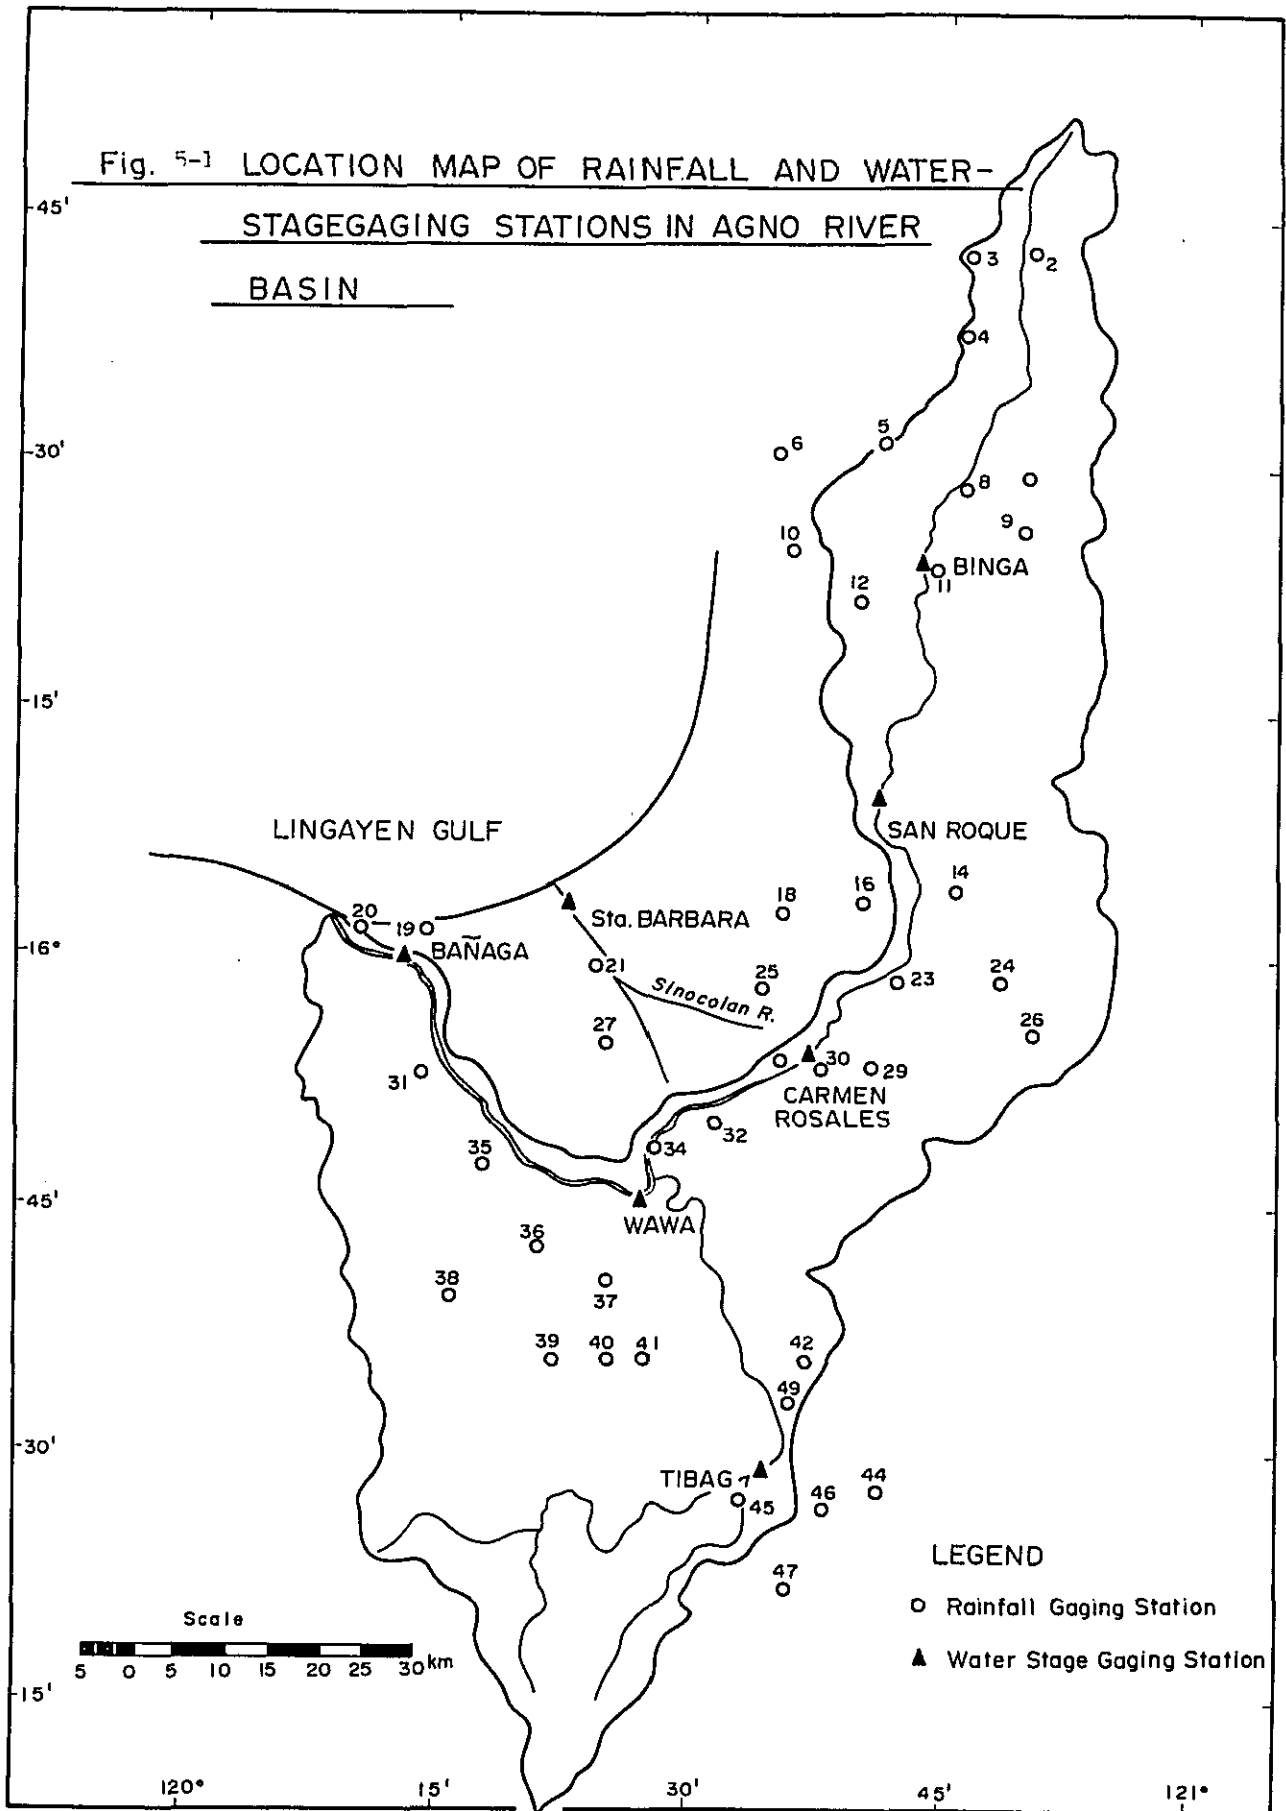 Fig. 5-1 LOCATION MAP OF RAINFALL AND WATER-
STAGEGAGING STATIONS IN AGNO RIVER
BASIN
45'
3
2
4
30'
5
6
8
9
10
BINGA
11
12
15'
LINGAYEN GULF
SAN ROQUE
14
16
18
20
19
Sta. BARBARA
16°
BAÑAGA
21
25
Sinocolan R.
23
24
26
27
30
29
31
CARMEN
ROSALES
32
34
35
45'
WAWA
36
38
37
39
40
41
42
49
30'
TIBAG
45
46
44
47
LEGEND
Rainfall Gaging Station
Water Stage Gaging Station
Scale
5 0 5 10 15 20 25 30 km
15'
120° 15' 30' 45' 121°